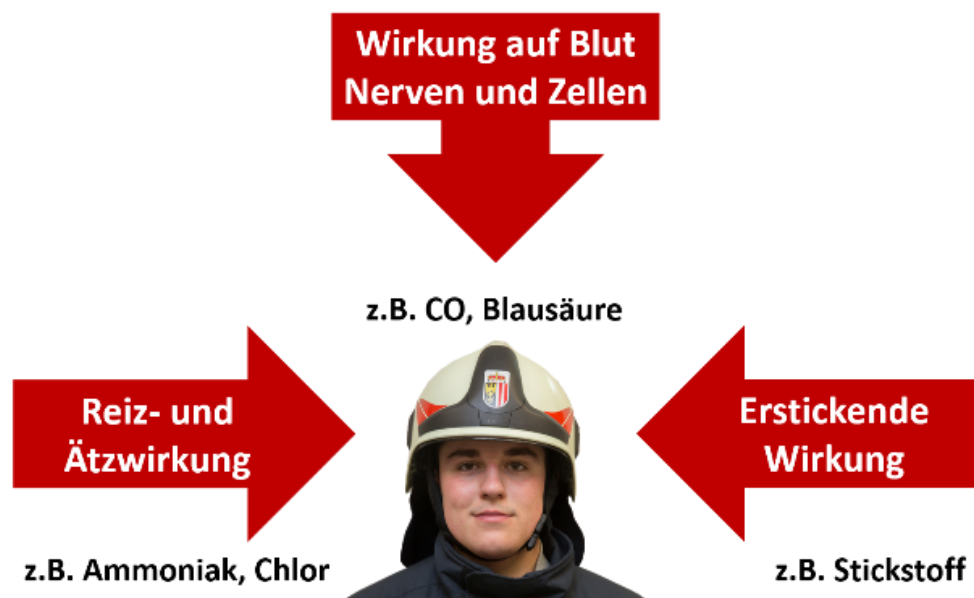 Wirkung auf Blut
Nerven und Zellen
z.B. CO, Blausäure
Reiz- und
Ätzwirkung
z.B. Ammoniak, Chlor
Erstickende
Wirkung
z.B. Stickstoff